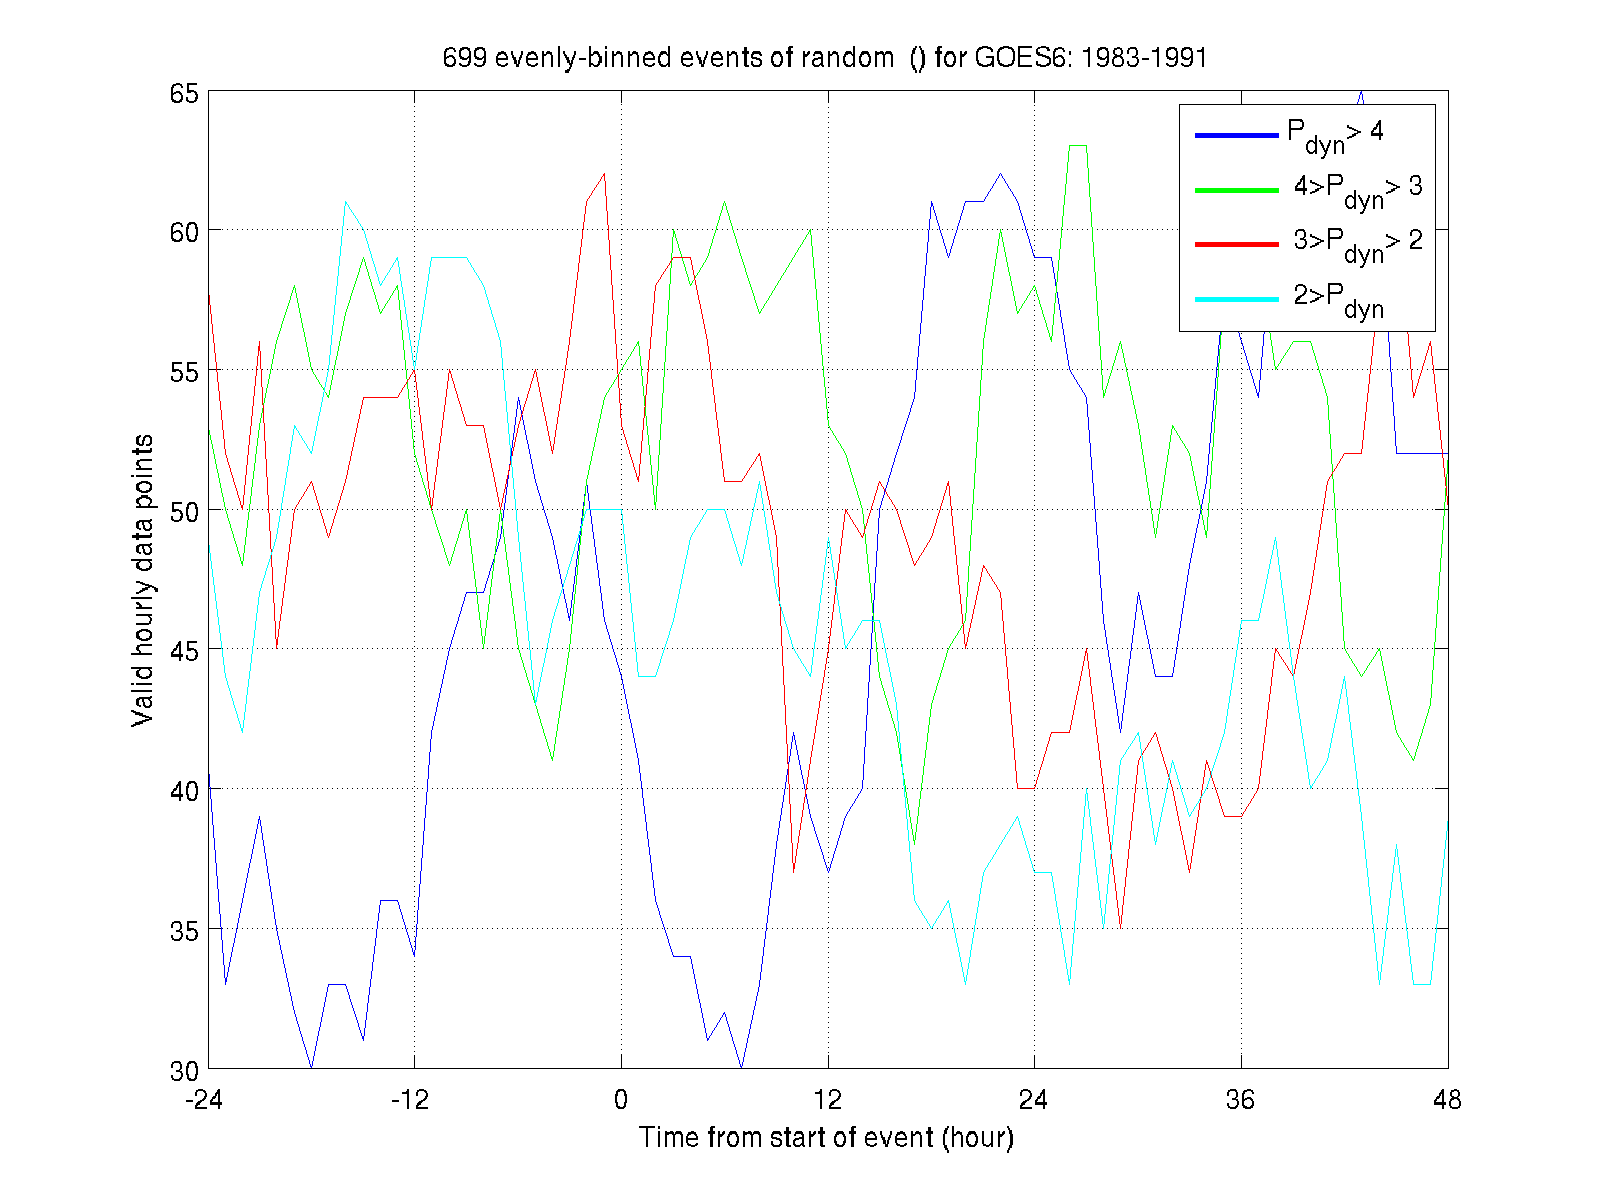 699 evenly-binned events of random  () for GOES6: 1983-1991
65
60
55
50
45
40
35
30
Valid hourly data points
-24
-12
0
12
24
36
48
Time from start of event (hour)
Pdyn> 4
4>Pdyn> 3
3>Pdyn> 2
2>Pdyn